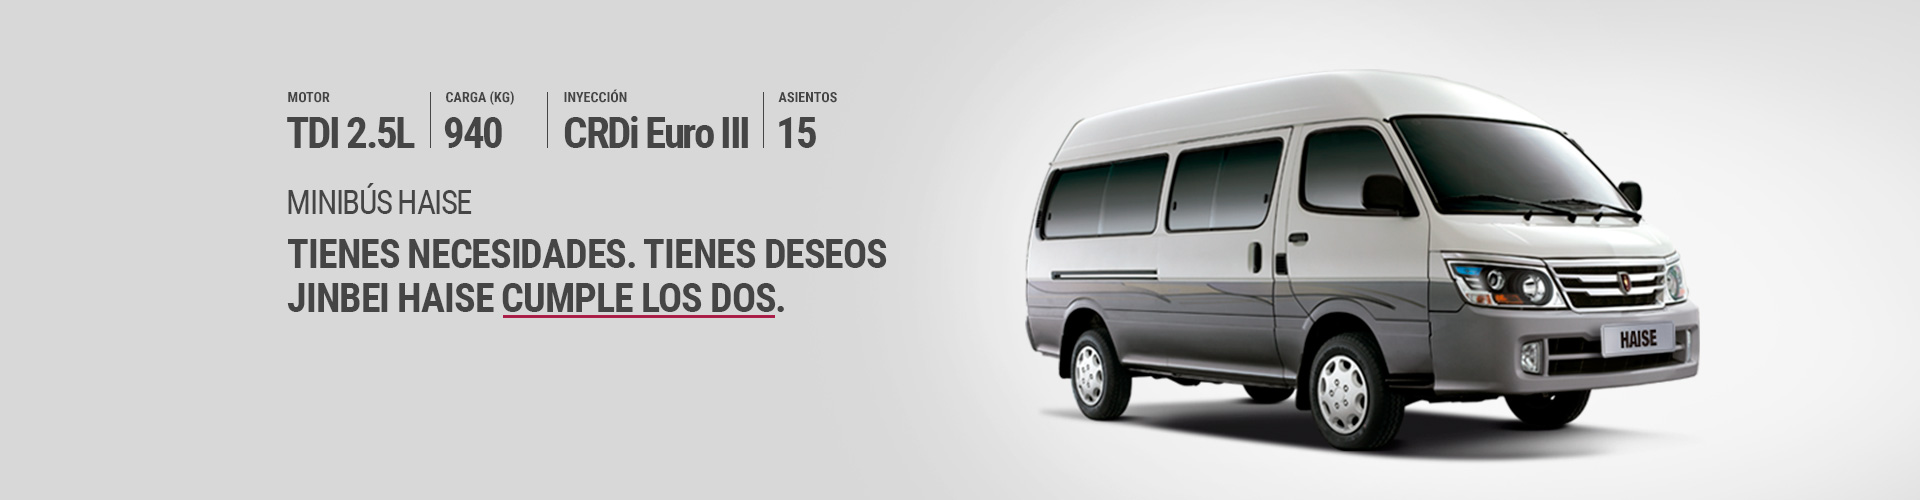 MOTOR
TDI 2.5L
CARGA (KG)
940
INYECCIÓN
CRDi Euro III
ASIENTOS
15
MINIBÚS HAISE
TIENES NECESIDADES. TIENES DESEOS
JINBEI HAISE CUMPLE LOS DOS.
HAISE